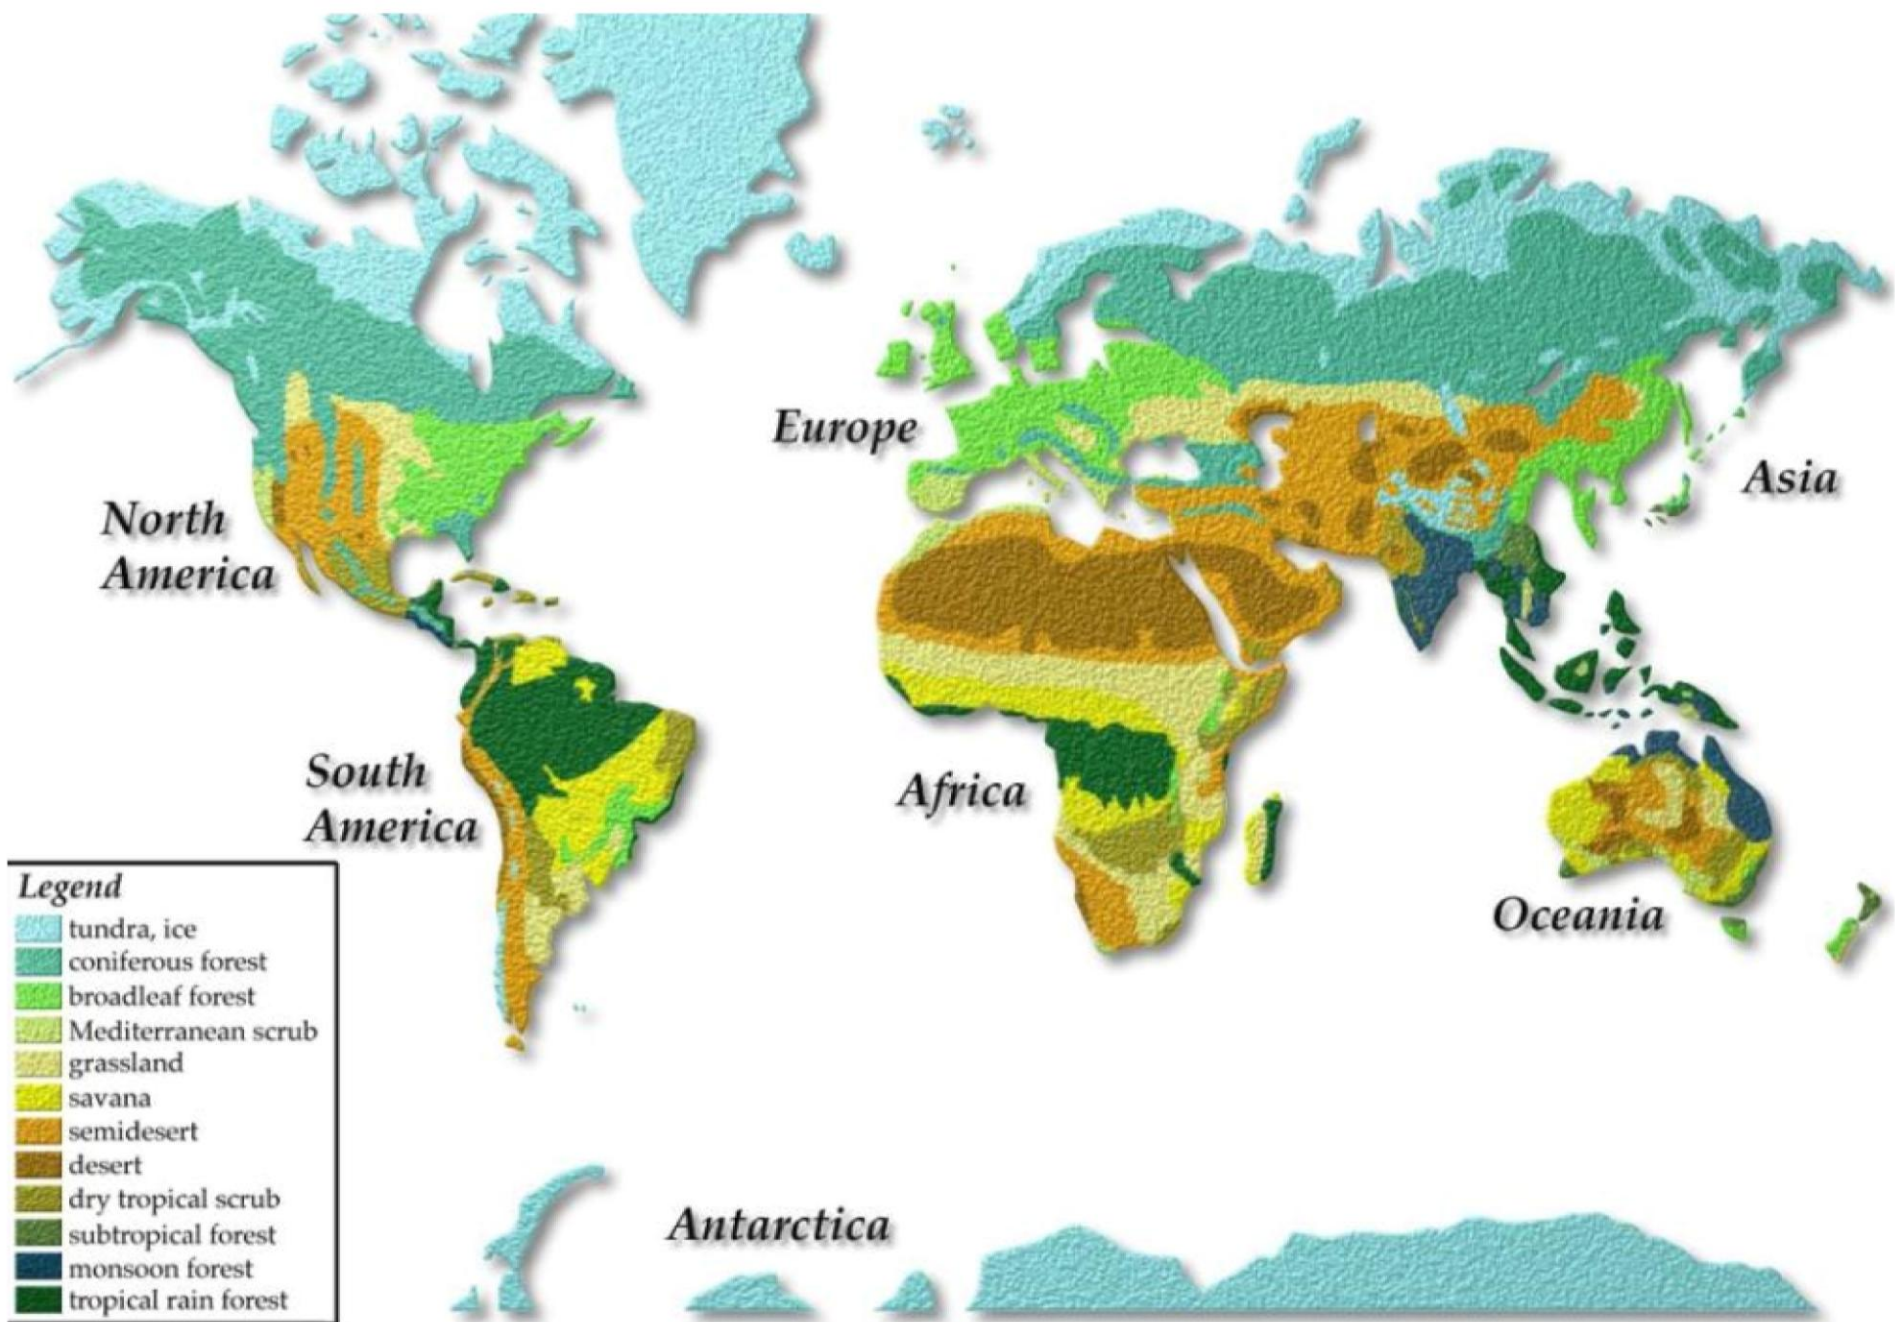 Europe
Asia
North
America
South
America
Africa
Oceania
Antarctica
Legend
tundra, ice
coniferous forest
broadleaf forest
Mediterranean scrub
grassland
savana
semidesert
desert
dry tropical scrub
subtropical forest
monsoon forest
tropical rain forest